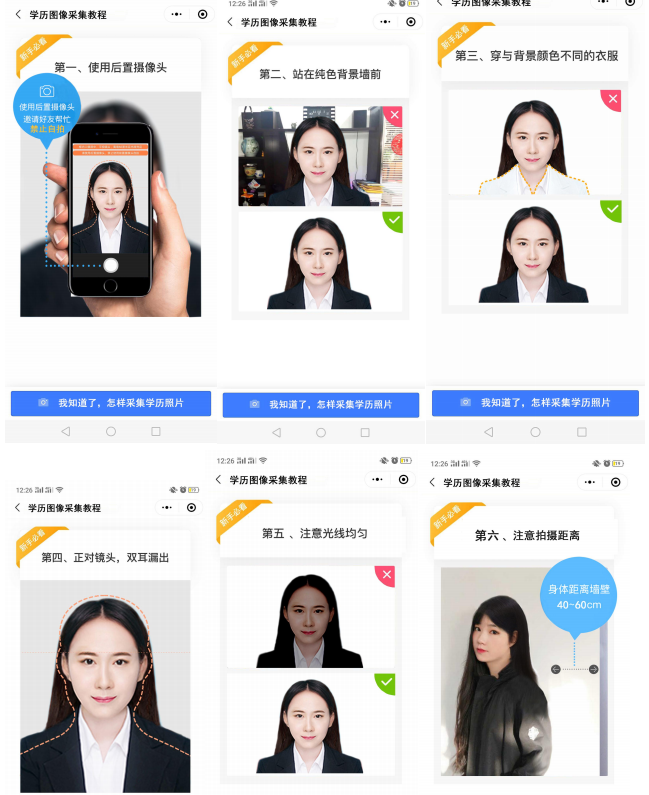 学历图像采集教程
新手必看
第一、使用后置摄像头
使用后置摄像头
邀请好友帮忙
禁止自拍
我知道了，怎样采集学历照片
12:26
学历图像采集教程
新手必看
第二、站在纯色背景墙前
我知道了，怎样采集学历照片
学历图像采集教程
新手必看
第三、穿与背景颜色不同的衣服
我知道了，怎样采集学历照片
12:26
学历图像采集教程
新手必看
第四、正对镜头，双耳漏出
12:26
学历图像采集教程
新手必看
第五 、注意光线均匀
12:26
学历图像采集教程
新手必看
第六 、注意拍摄距离
身体距离墙壁
40~60cm